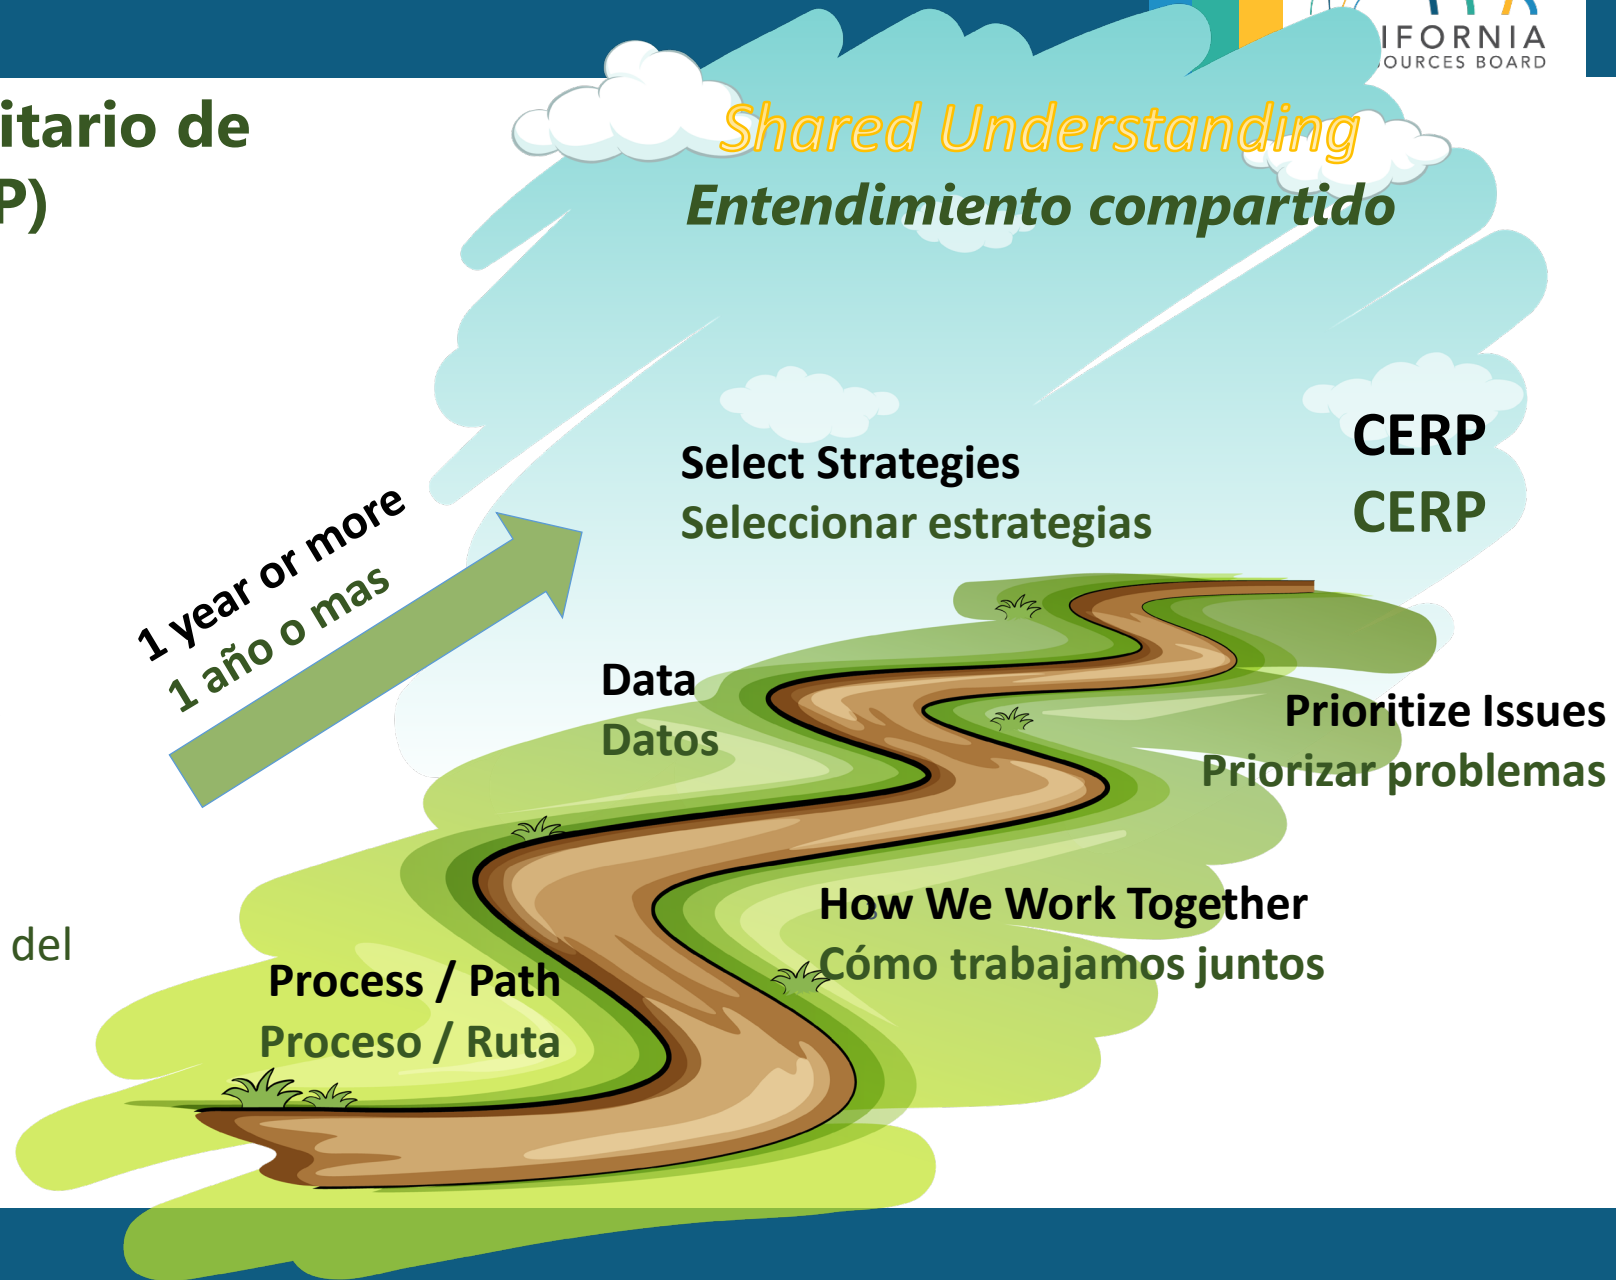 IFORNIA
OURCES BOARD
itario de
P)
Shared Understanding
Entendimiento compartido
CERP
CERP
Select Strategies
Seleccionar estrategias
1 year or more
1 año o mas
Data
Datos
Prioritize Issues
Priorizar problemas
How We Work Together
Cómo trabajamos juntos
del
Process / Path
Proceso / Ruta